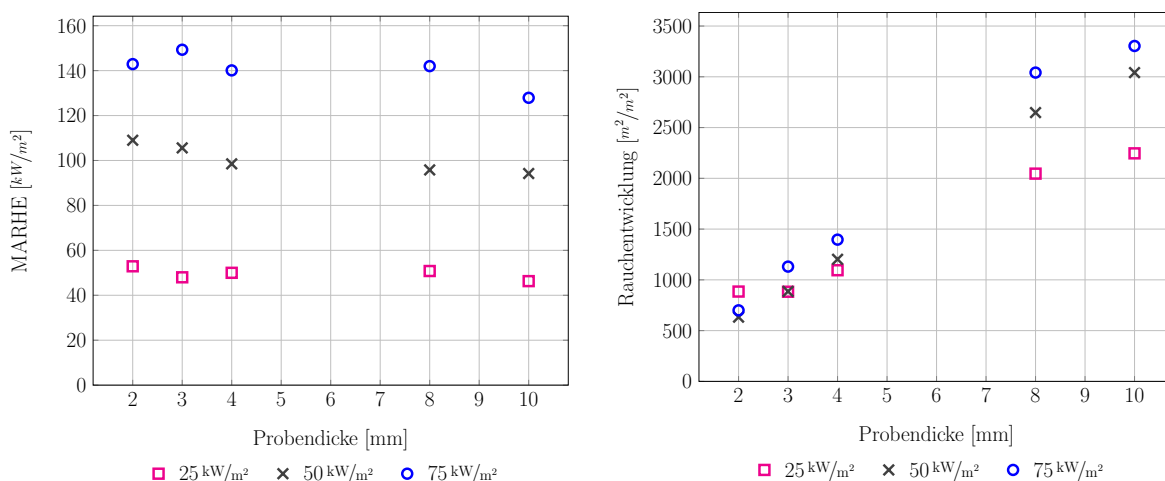 160
140
120
100
80
60
40
20
0
MARHE [kW/m²]
2 3 4 5 6 7 8 9 10
Probendicke [mm]
25 kW/m² 50 kW/m² 75 kW/m²
3500
3000
2500
2000
1500
1000
500
0
Rauchentwicklung [m²/m²]
2 3 4 5 6 7 8 9 10
Probendicke [mm]
25 kW/m² 50 kW/m² 75 kW/m²